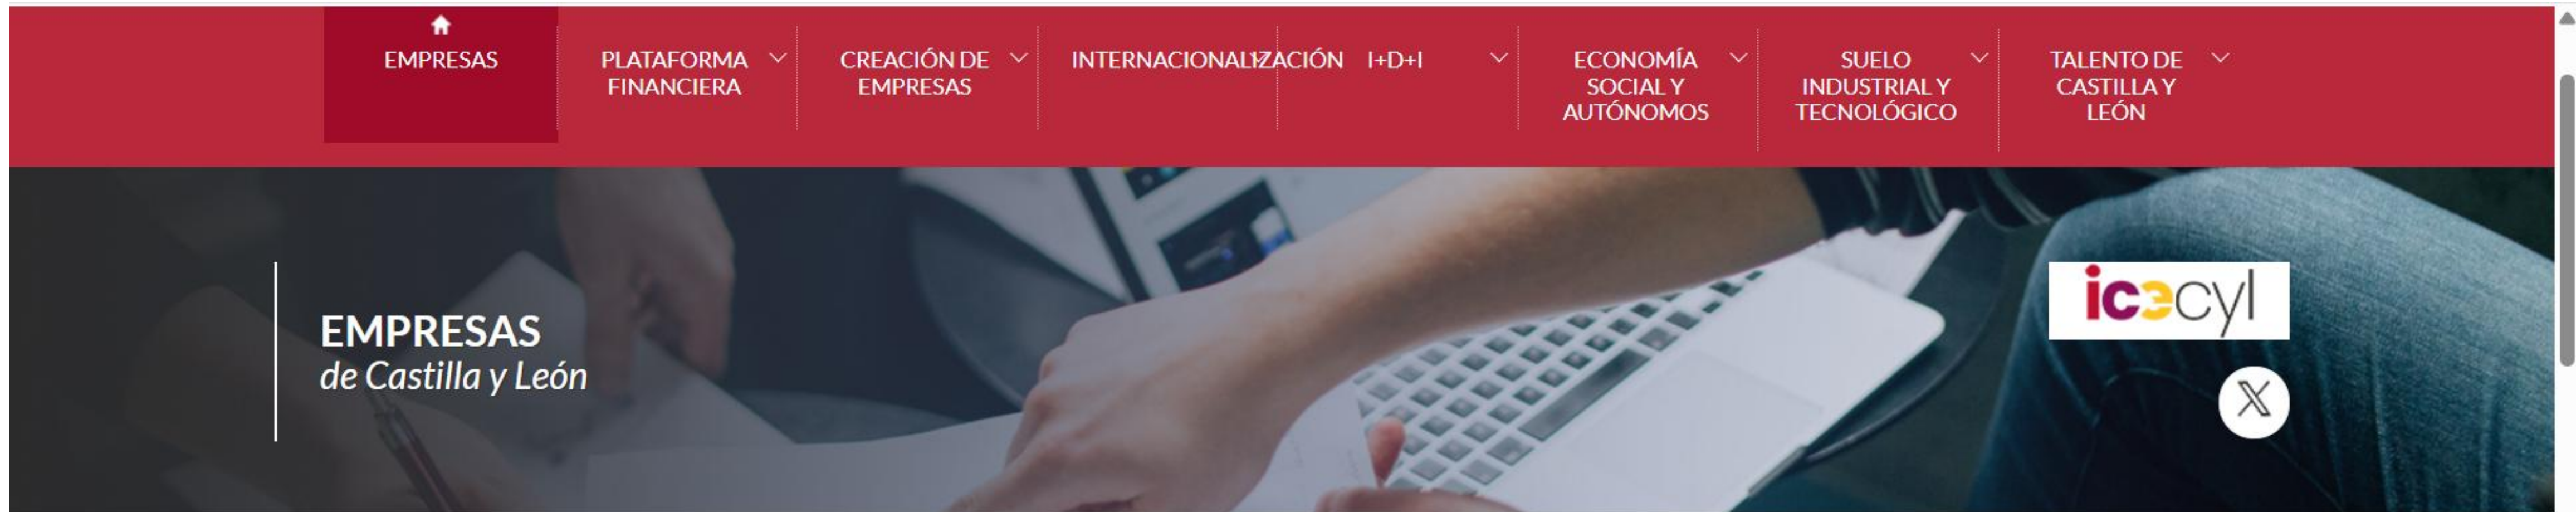 EMPRESAS
PLATAFORMA
FINANCIERA
CREACIÓN DE
EMPRESAS
INTERNACIONALIZACIÓN
I+D+I
ECONOMÍA
SOCIAL Y
AUTÓNOMOS
SUELO
INDUSTRIAL Y
TECNOLÓGICO
TALENTO DE
CASTILLA Y
LEÓN
EMPRESAS
de Castilla y León
icecyl
X